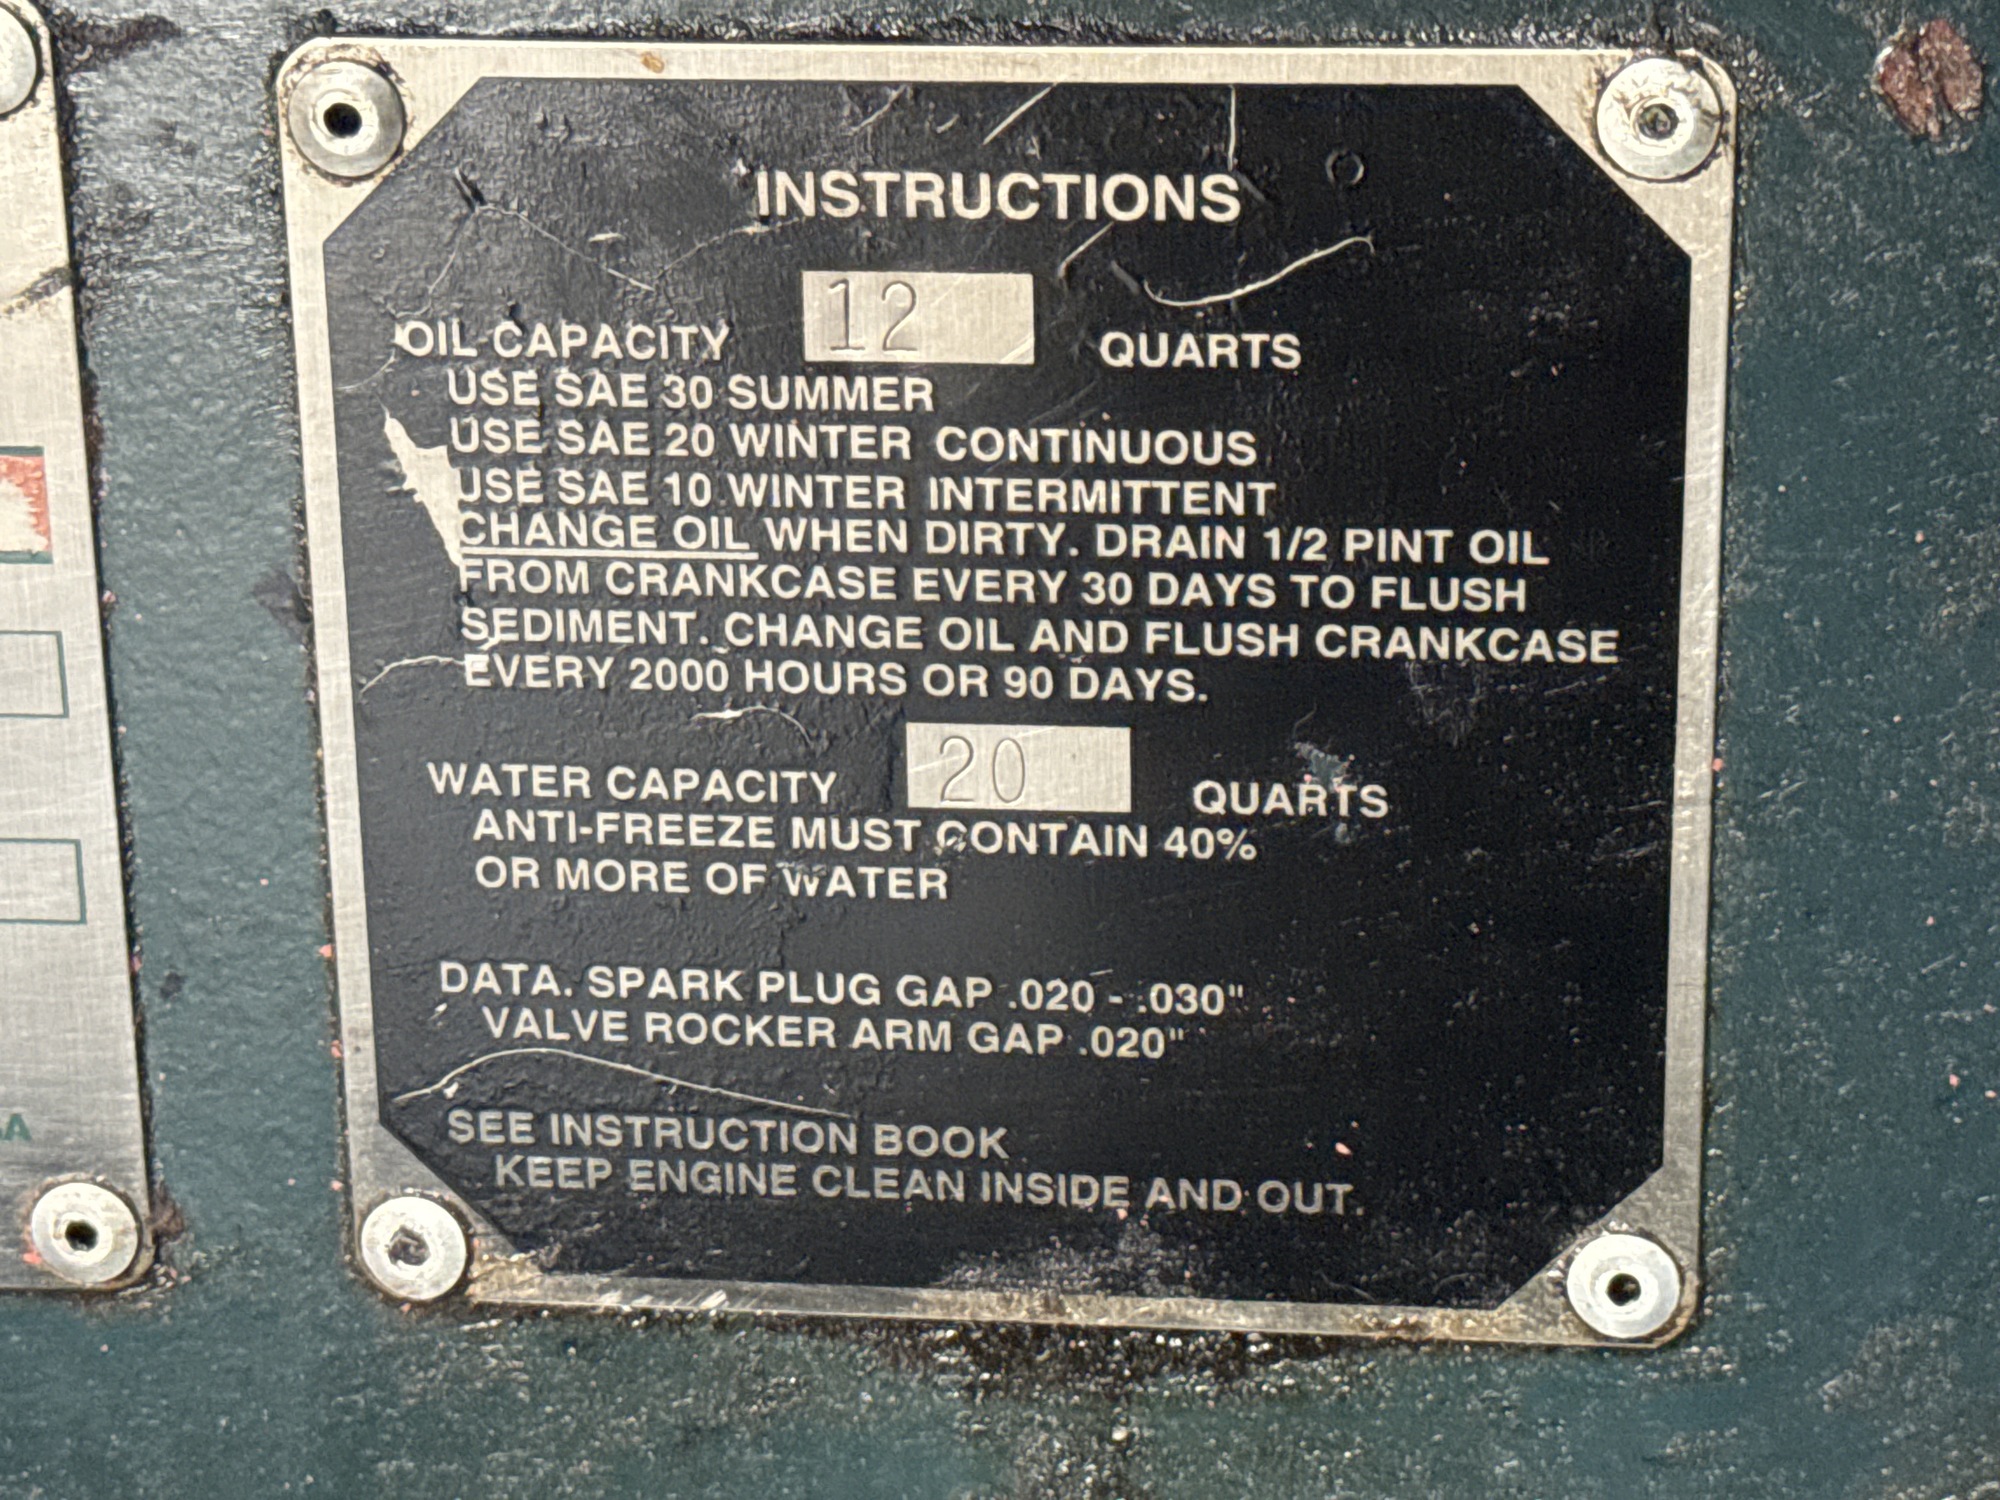 INSTRUCTIONS
OIL CAPACITY 12 QUARTS
USE SAE 30 SUMMER
USE SAE 20 WINTER CONTINUOUS
USE SAE 10 WINTER INTERMITTENT
CHANGE OIL WHEN DIRTY. DRAIN 1/2 PINT OIL
FROM CRANKCASE EVERY 30 DAYS TO FLUSH
SEDIMENT. CHANGE OIL AND FLUSH CRANKCASE
EVERY 2000 HOURS OR 90 DAYS.
WATER CAPACITY 20 QUARTS
ANTI-FREEZE MUST CONTAIN 40%
OR MORE OF WATER
DATA. SPARK PLUG GAP .020 - .030"
VALVE ROCKER ARM GAP .020"
SEE INSTRUCTION BOOK
KEEP ENGINE CLEAN INSIDE AND OUT.